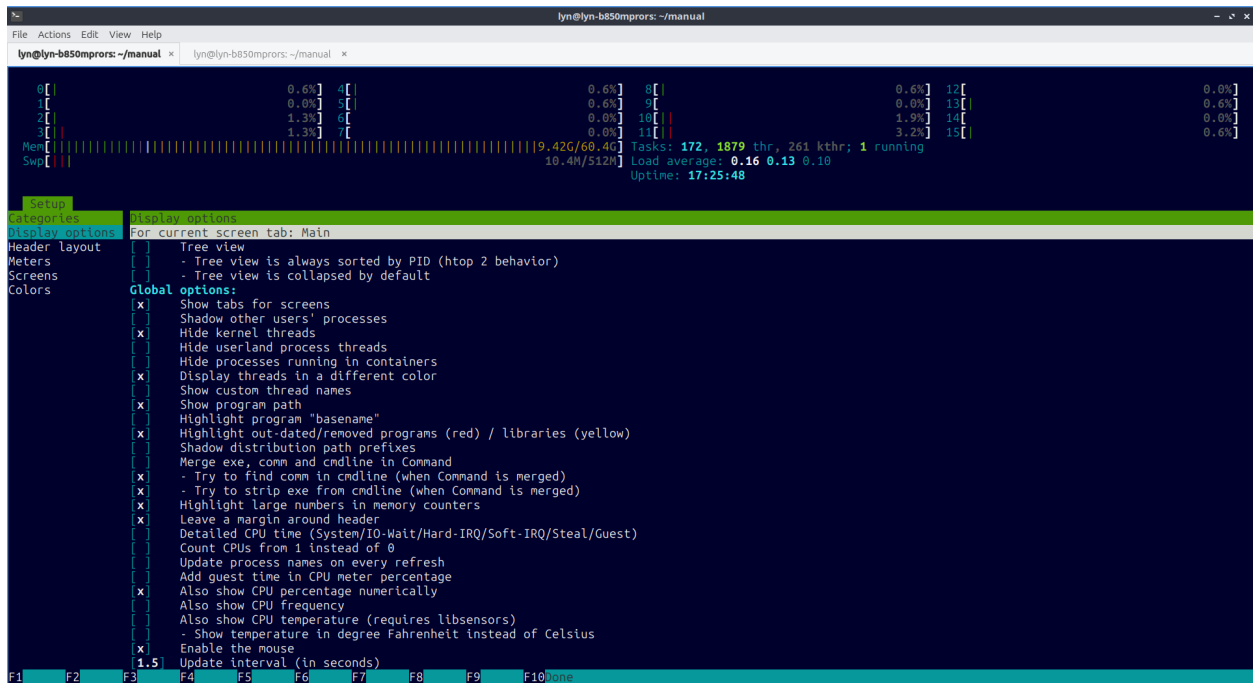 lyn@lyn-b850mprors: ~/manual
File Actions Edit View Help
lyn@lyn-b850mprors: ~/manual × lyn@lyn-b850mprors: ~/manual ×
0[| 0.6%] 4[| 0.6%] 8[| 0.6%] 12[ 0.0%]
1[ 0.0%] 5[| 0.6%] 9[ 0.0%] 13[| 0.6%]
2[| 1.3%] 6[ 0.0%] 10[|| 1.9%] 14[ 0.0%]
3[|| 1.3%] 7[ 0.0%] 11[|| 3.2%] 15[| 0.6%]
Mem[||||||||||||||||||||||||||||||||||||||||||||||||||||||||||||||||||||9.42G/60.4G] Tasks: 172, 1879 thr, 261 kthr; 1 running
Swp[||| 10.4M/512M] Load average: 0.16 0.13 0.10
Uptime: 17:25:48
Setup
Categories Display options
Display options For current screen tab: Main
Header layout [ ] Tree view
Meters [ ] - Tree view is always sorted by PID (htop 2 behavior)
Screens [ ] - Tree view is collapsed by default
Colors Global options:
[x] Show tabs for screens
[ ] Shadow other users' processes
[x] Hide kernel threads
[ ] Hide userland process threads
[ ] Hide processes running in containers
[x] Display threads in a different color
[ ] Show custom thread names
[x] Show program path
[ ] Highlight program "basename"
[x] Highlight out-dated/removed programs (red) / libraries (yellow)
[ ] Shadow distribution path prefixes
[ ] Merge exe, comm and cmdline in Command
[x] - Try to find comm in cmdline (when Command is merged)
[x] - Try to strip exe from cmdline (when Command is merged)
[x] Highlight large numbers in memory counters
[x] Leave a margin around header
[ ] Detailed CPU time (System/IO-Wait/Hard-IRQ/Soft-IRQ/Steal/Guest)
[ ] Count CPUs from 1 instead of 0
[ ] Update process names on every refresh
[ ] Add guest time in CPU meter percentage
[x] Also show CPU percentage numerically
[ ] Also show CPU frequency
[ ] Also show CPU temperature (requires libsensors)
[ ] - Show temperature in degree Fahrenheit instead of Celsius
[x] Enable the mouse
[1.5] Update interval (in seconds)
F1 F2 F3 F4 F5 F6 F7 F8 F9 F10Done